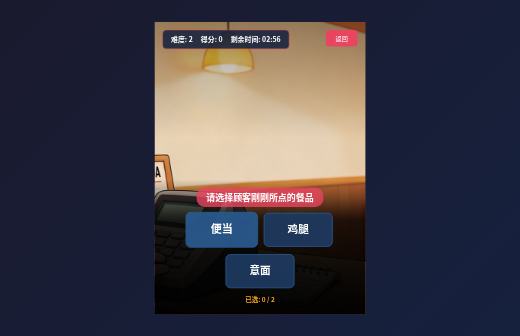 难度: 2 得分: 0 剩余时间: 02:56
返回
A
请选择顾客刚刚所点的餐品
便当 鸡腿
意面
已选: 0 / 2